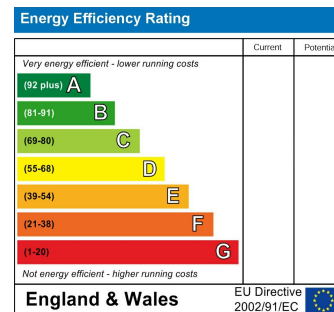 Energy Efficiency Rating
Current Potentia
Very energy efficient - lower running costs
(92 plus) A
(81-91) B
(69-80) C
(55-68) D
(39-54) E
(21-38) F
(1-20) G
Not energy efficient - higher running costs
England & Wales
EU Directive
2002/91/EC